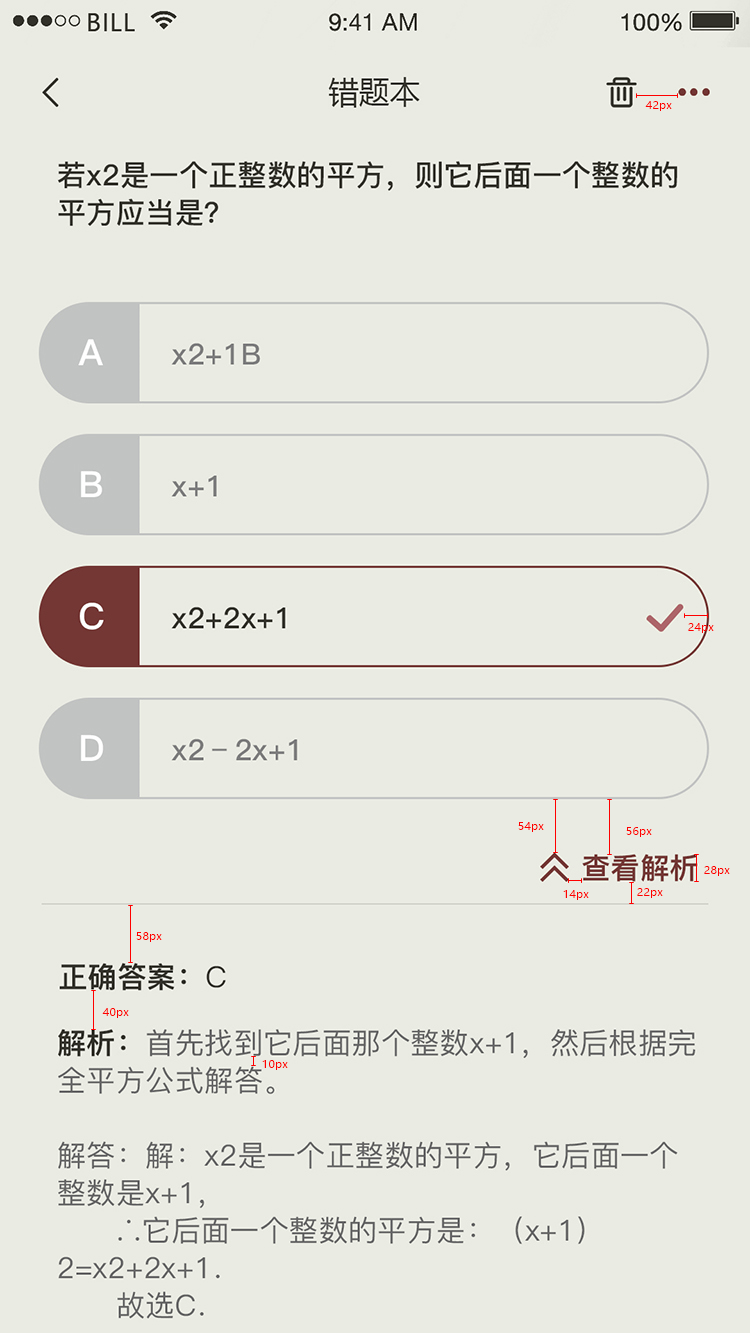 BILL 9:41 AM 100%
错题本
42px
若x2是一个正整数的平方，则它后面一个整数的
平方应当是？
A x2+1B
B x+1
C x2+2x+1
24px
D x2－2x+1
54px 56px
查看解析 28px
14px 22px
58px
正确答案：C
40px
解析：首先找到它后面那个整数x+1，然后根据完
10px
全平方公式解答。
解答：解：x2是一个正整数的平方，它后面一个
整数是x+1，
∴它后面一个整数的平方是：（x+1）
2=x2+2x+1．
故选C．